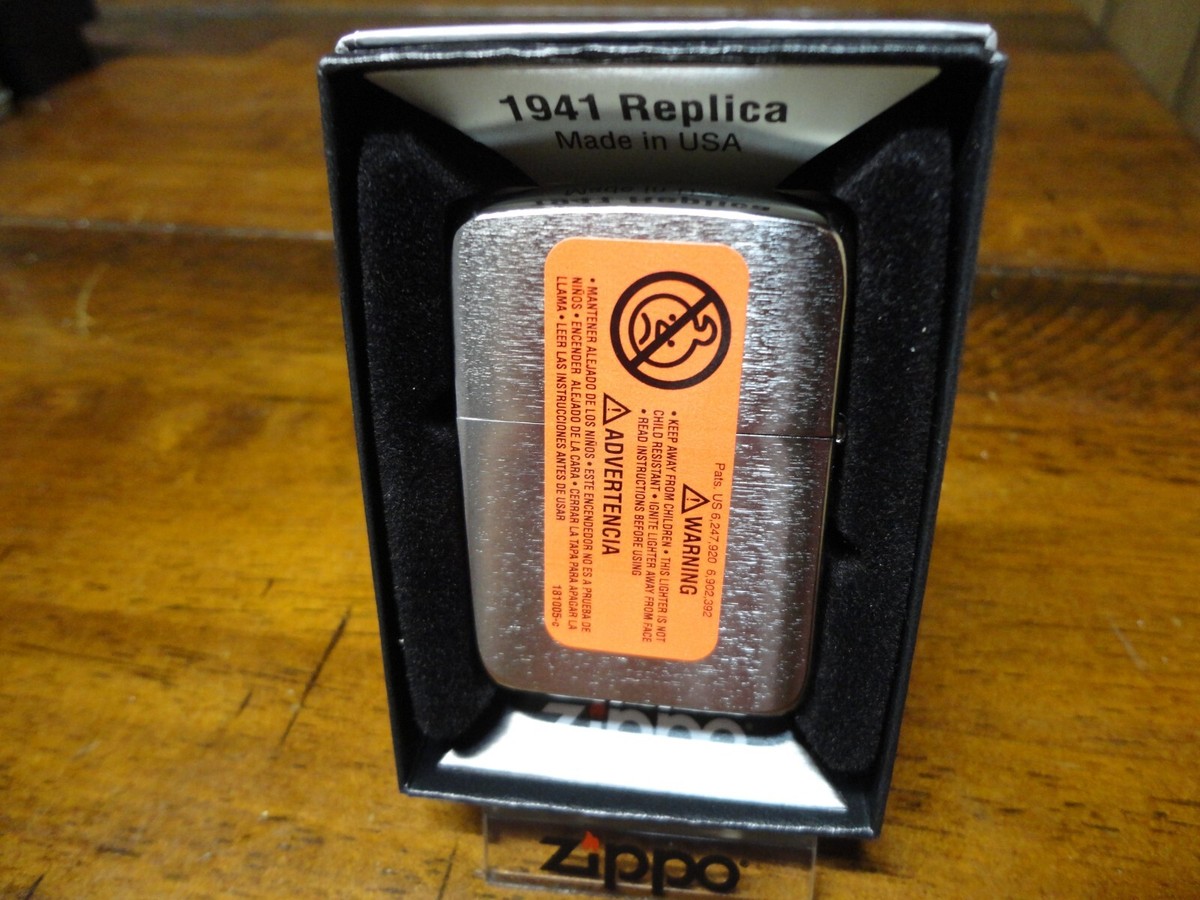 1941 Replica
Made in USA
Pats. US 6,247,920 6,902,392
⚠ WARNING
• KEEP AWAY FROM CHILDREN • THIS LIGHTER IS NOT
CHILD RESISTANT • IGNITE LIGHTER AWAY FROM FACE
• READ INSTRUCTIONS BEFORE USING
⚠ ADVERTENCIA
• MANTENER ALEJADO DE LOS NIÑOS • ESTE ENCENDEDOR NO ES A PRUEBA DE
NIÑOS • ENCENDER ALEJADO DE LA CARA • CERRAR LA TAPA PARA APAGAR LA
LLAMA • LEER LAS INSTRUCCIONES ANTES DE USAR
181005-c
zippo
zippo